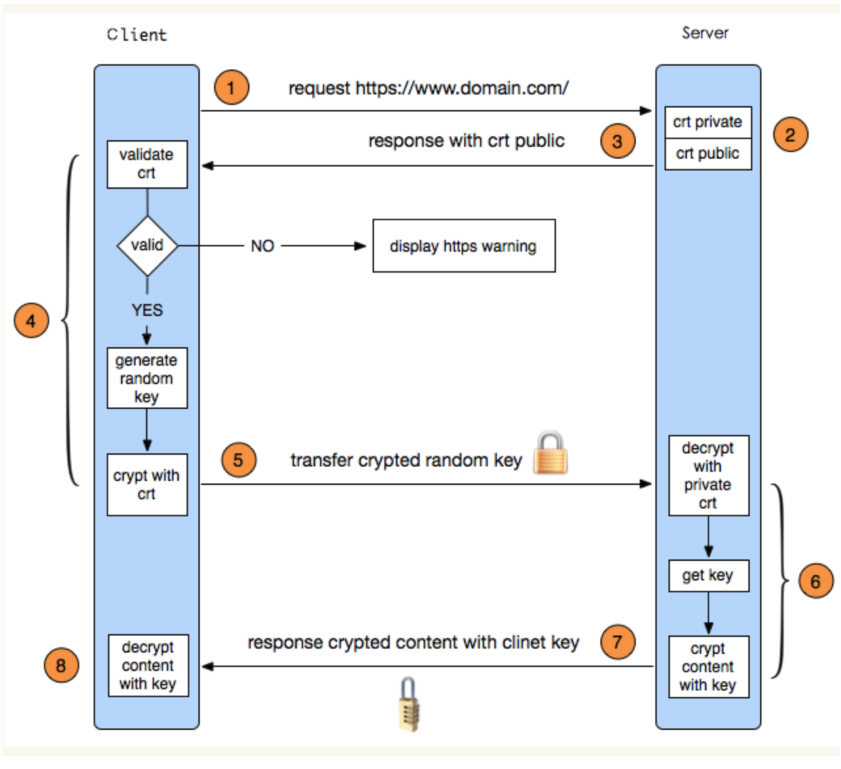 Client
Server
1
request https://www.domain.com/
crt private
2
response with crt public
3
crt public
validate
crt
valid
NO
display https warning
4
YES
generate
random
key
5
transfer crypted random key
crypt with
crt
decrypt
with
private
crt
get key
6
response crypted content with clinet key
7
8
decrypt
content
with key
crypt
content
with key